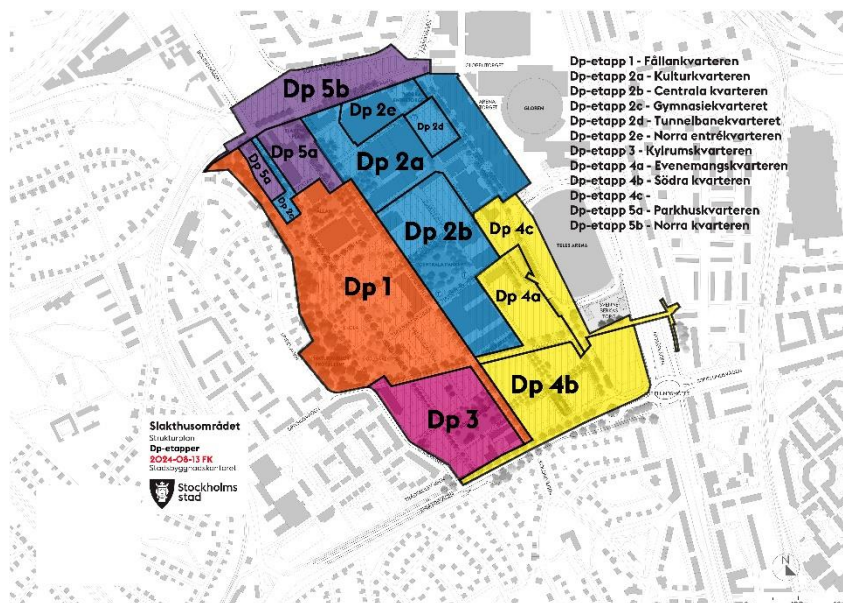 Dp-etapp 1 - Fållankvarteren
Dp-etapp 2a - Kulturkvarteren
Dp-etapp 2b - Centrala kvarteren
Dp-etapp 2c - Gymnasiekvarteret
Dp-etapp 2d - Tunnelbanekvarteret
Dp-etapp 2e - Norra entrékvarteren
Dp-etapp 3 - Kylrumskvarteren
Dp-etapp 4a - Evenemangskvarteren
Dp-etapp 4b - Södra kvarteren
Dp-etapp 4c -
Dp-etapp 5a - Parkhuskvarteren
Dp-etapp 5b - Norra kvarteren
GLOBENTORGET
ARENA-
TORGET
GLOBEN
Dp 5b
Dp 2e
Dp 2d
Dp 5a
Dp 5a
Dp 2a
Dp 2c
Dp 2b
Dp 4c
TELE2 ARENA
Dp 1
Dp 4a
Dp 4b
Dp 3
Slakthusområdet
Strukturplan
Dp-etapper
2024-05-13 FK
Stadsbyggnadskontoret
Stockholms
stad
N